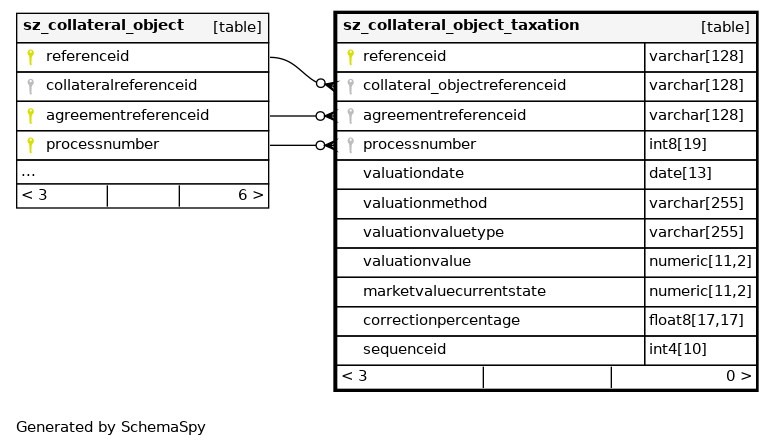 sz_collateral_object [table]
referenceid
collateralreferenceid
agreementreferenceid
processnumber
...
< 3 6 >
sz_collateral_object_taxation [table]
referenceid varchar[128]
collateral_objectreferenceid varchar[128]
agreementreferenceid varchar[128]
processnumber int8[19]
valuationdate date[13]
valuationmethod varchar[255]
valuationvaluetype varchar[255]
valuationvalue numeric[11,2]
marketvaluecurrentstate numeric[11,2]
correctionpercentage float8[17,17]
sequenceid int4[10]
< 3 0 >
Generated by SchemaSpy